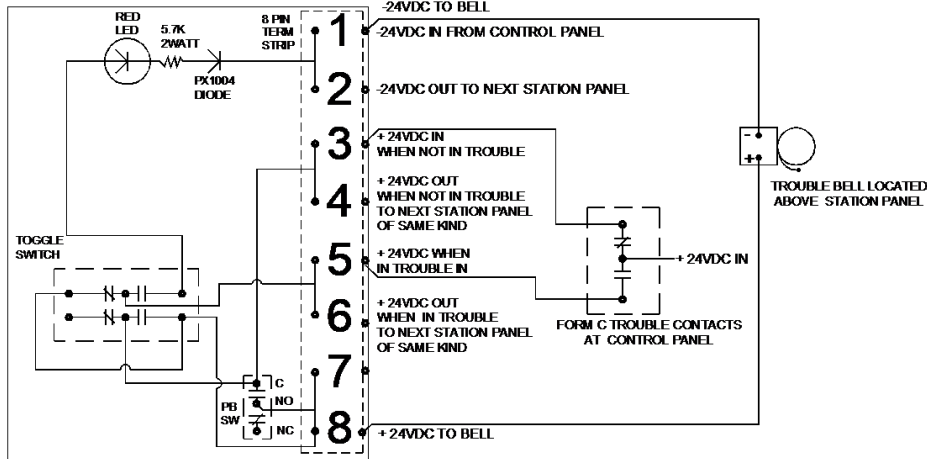 -24VDC TO BELL
RED
LED
5.7K
2WATT
PX1004
DIODE
8 PIN
TERM
STRIP
1
-24VDC IN FROM CONTROL PANEL
2
-24VDC OUT TO NEXT STATION PANEL
3
+ 24VDC IN
WHEN NOT IN TROUBLE
4
+ 24VDC OUT
WHEN NOT IN TROUBLE
TO NEXT STATION PANEL
OF SAME KIND
5
+ 24VDC WHEN
IN TROUBLE IN
6
+ 24VDC OUT
WHEN IN TROUBLE
TO NEXT STATION PANEL
OF SAME KIND
7
8
+ 24VDC TO BELL
-
+
TROUBLE BELL LOCATED
ABOVE STATION PANEL
+ 24VDC IN
FORM C TROUBLE CONTACTS
AT CONTROL PANEL
TOGGLE
SWITCH
C
PB
SW
NO
NC